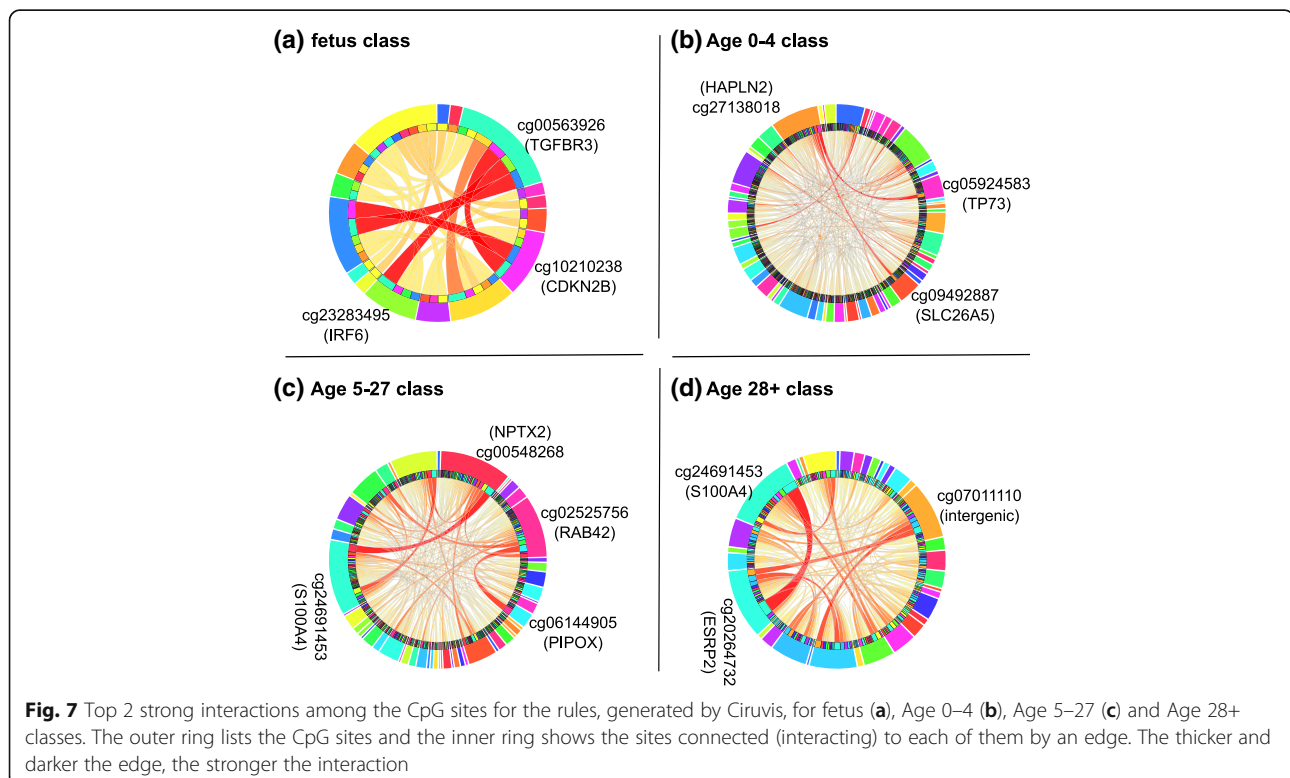 (a) fetus class
cg00563926
(TGFBR3)
cg10210238
(CDKN2B)
cg23283495
(IRF6)
(b) Age 0-4 class
(HAPLN2)
cg27138018
cg05924583
(TP73)
cg09492887
(SLC26A5)
(c) Age 5-27 class
(NPTX2)
cg00548268
cg02525756
(RAB42)
cg24691453
(S100A4)
cg06144905
(PIPOX)
(d) Age 28+ class
cg24691453
(S100A4)
cg07011110
(intergenic)
cg20264732
(ESRP2)
Fig. 7 Top 2 strong interactions among the CpG sites for the rules, generated by Ciruvis, for fetus (a), Age 0–4 (b), Age 5–27 (c) and Age 28+
classes. The outer ring lists the CpG sites and the inner ring shows the sites connected (interacting) to each of them by an edge. The thicker and
darker the edge, the stronger the interaction